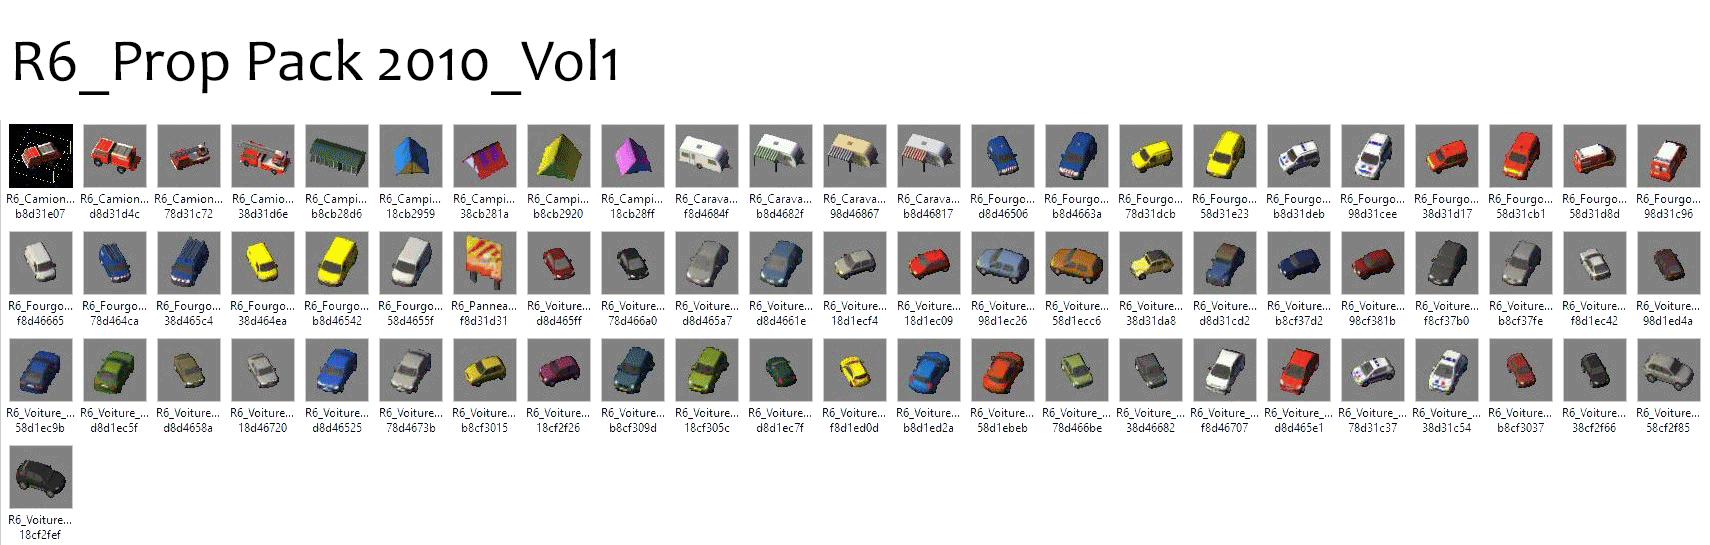 R6_Prop Pack 2010_Vol1
R6_Camion... R6_Camion... R6_Camio... R6_Camion... R6_Campi... R6_Campi... R6_Campi... R6_Campi... R6_Campi... R6_Carava... R6_Carava... R6_Carava... R6_Carava... R6_Fourgo... R6_Fourgo... R6_Fourgo... R6_Fourgo... R6_Fourgo... R6_Fourgo... R6_Fourgo... R6_Fourgo... R6_Fourgo... R6_Fourgo...
b8d31e07 d8d31d4c 78d31c72 38d31d6e b8cb28d6 18cb2959 38cb281a b8cb2920 18cb28ff f8d4684f b8d4682f 98d46867 b8d46817 d8d46506 b8d4663a 78d31dcb 58d31e23 b8d31deb 98d31cee 38d31d17 58d31cb1 58d31d8d 98d31c96
R6_Fourgo... R6_Fourgo... R6_Fourgo... R6_Fourgo... R6_Fourgo... R6_Fourgo... R6_Pannea... R6_Voiture... R6_Voiture... R6_Voiture... R6_Voiture... R6_Voiture... R6_Voiture... R6_Voiture... R6_Voiture... R6_Voiture... R6_Voiture... R6_Voiture... R6_Voiture... R6_Voiture... R6_Voiture... R6_Voiture... R6_Voiture...
f8d46665 78d464ca 38d465c4 38d464ea b8d46542 58d4655f f8d31d31 d8d465ff 78d466a0 d8d465a7 d8d4661e 18d1ecf4 18d1ec09 98d1ec26 58d1ecc6 38d31da8 d8d31cd2 b8cf37d2 98cf381b f8cf37b0 b8cf37fe f8d1ec42 98d1ed4a
R6_Voiture_... R6_Voiture_... R6_Voiture... R6_Voiture... R6_Voiture... R6_Voiture... R6_Voiture... R6_Voiture... R6_Voiture... R6_Voiture... R6_Voiture... R6_Voiture... R6_Voiture... R6_Voiture... R6_Voiture_... R6_Voiture_... R6_Voiture_... R6_Voiture_... R6_Voiture_... R6_Voiture_... R6_Voiture... R6_Voiture... R6_Voiture...
58d1ec9b d8d1ec5f d8d4658a 18d46720 d8d46525 78d4673b b8cf3015 18cf2f26 b8cf309d 18cf305c d8d1ec7f f8d1ed0d b8d1ed2a 58d1ebeb 78d466be 38d46682 f8d46707 d8d465e1 78d31c37 38d31c54 b8cf3037 38cf2f66 58cf2f85
R6_Voiture...
18cf2fef